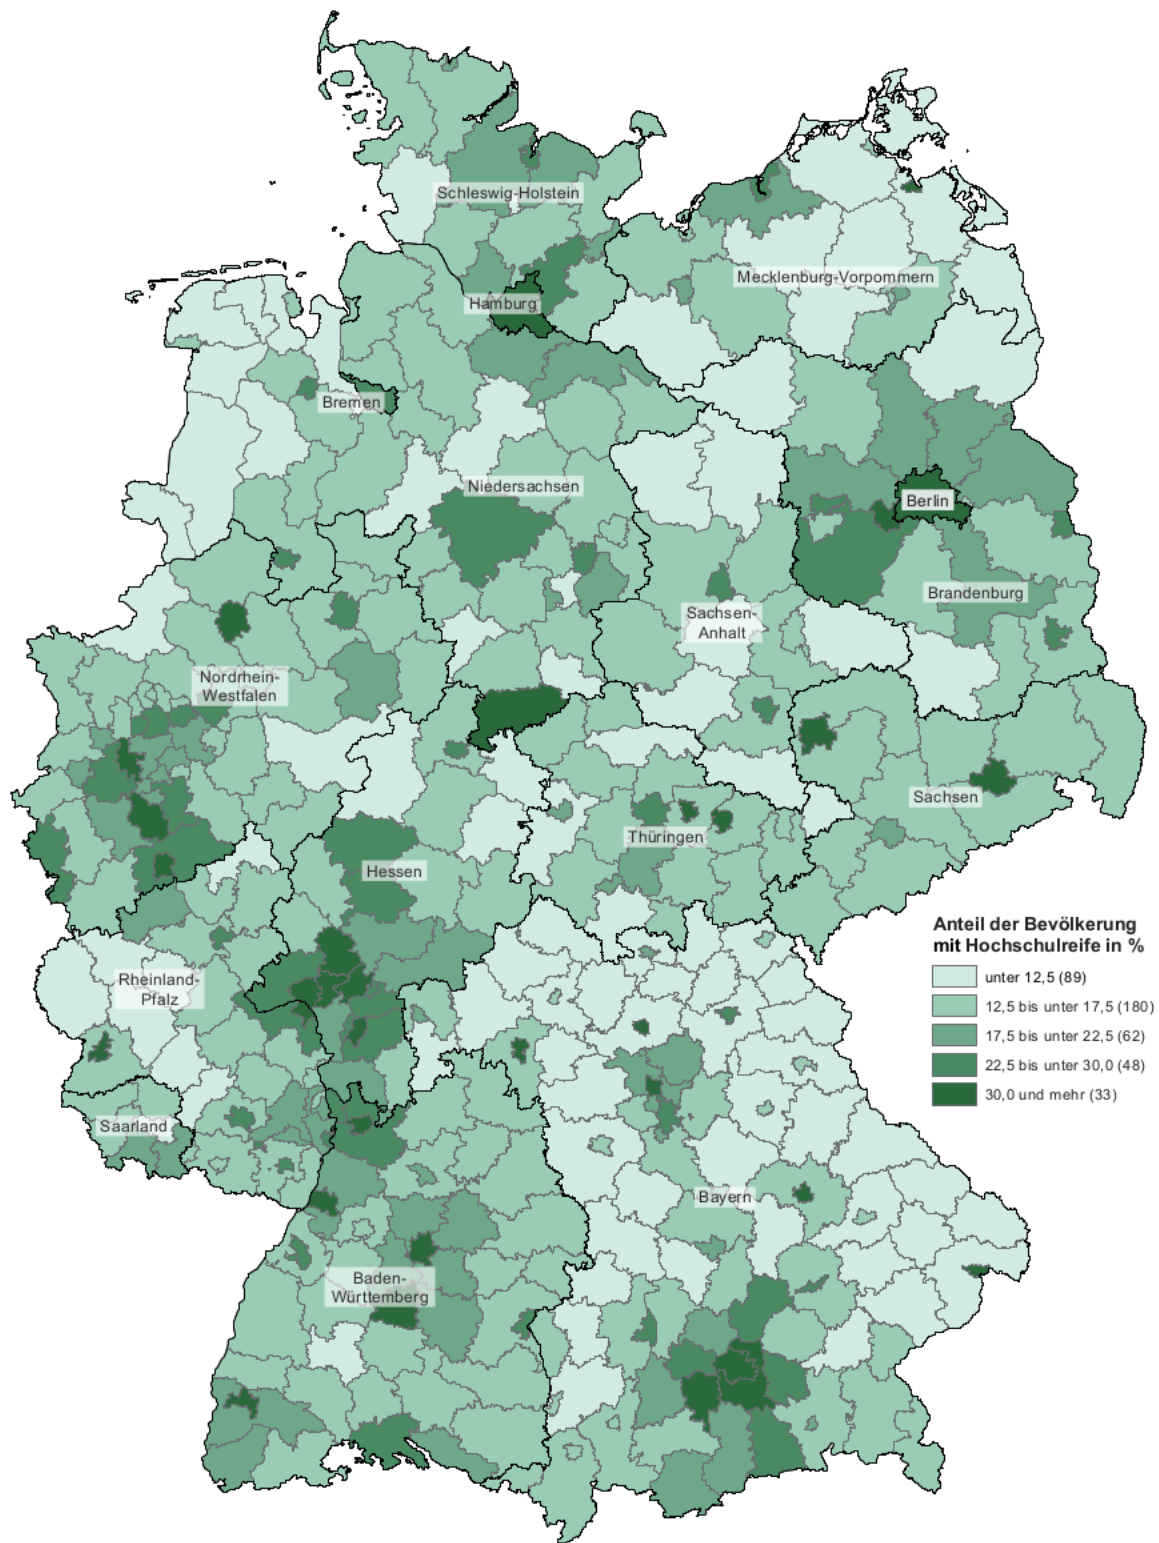 Schleswig-Holstein
Mecklenburg-Vorpommern
Hamburg
Bremen
Niedersachsen
Berlin
Brandenburg
Sachsen-
Anhalt
Nordrhein-
Westfalen
Sachsen
Thüringen
Hessen
Rheinland-
Pfalz
Saarland
Bayern
Baden-
Württemberg
Anteil der Bevölkerung
mit Hochschulreife in %
unter 12,5 (89)
12,5 bis unter 17,5 (180)
17,5 bis unter 22,5 (62)
22,5 bis unter 30,0 (48)
30,0 und mehr (33)